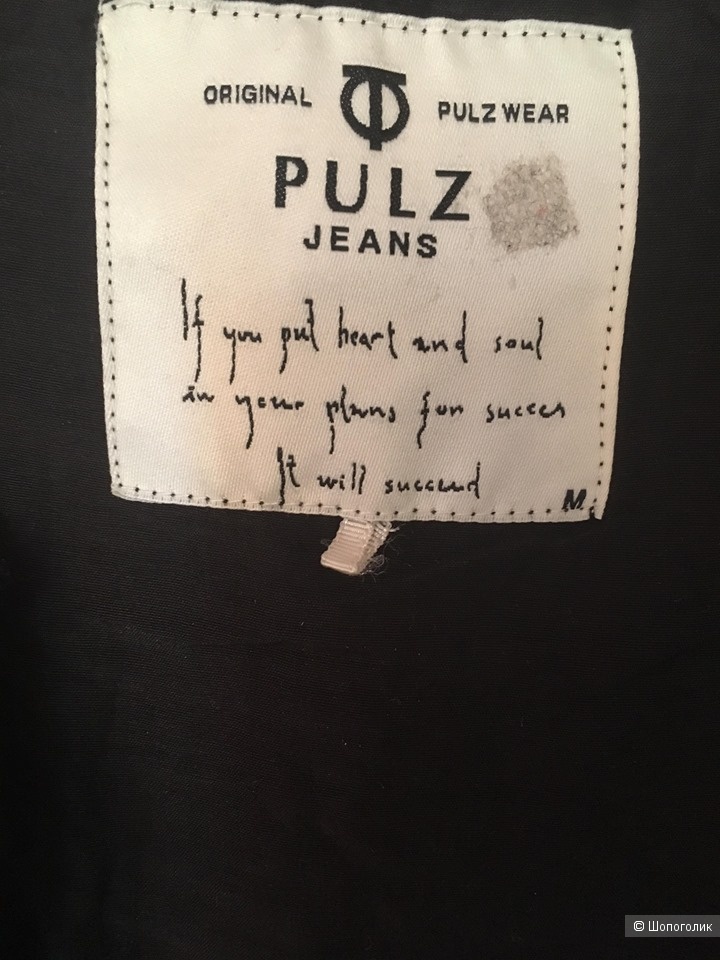 ORIGINAL PULZ WEAR
PULZ
JEANS
If you put heart and soul
in your plans for succes
It will succeed
M
© Шопоголик